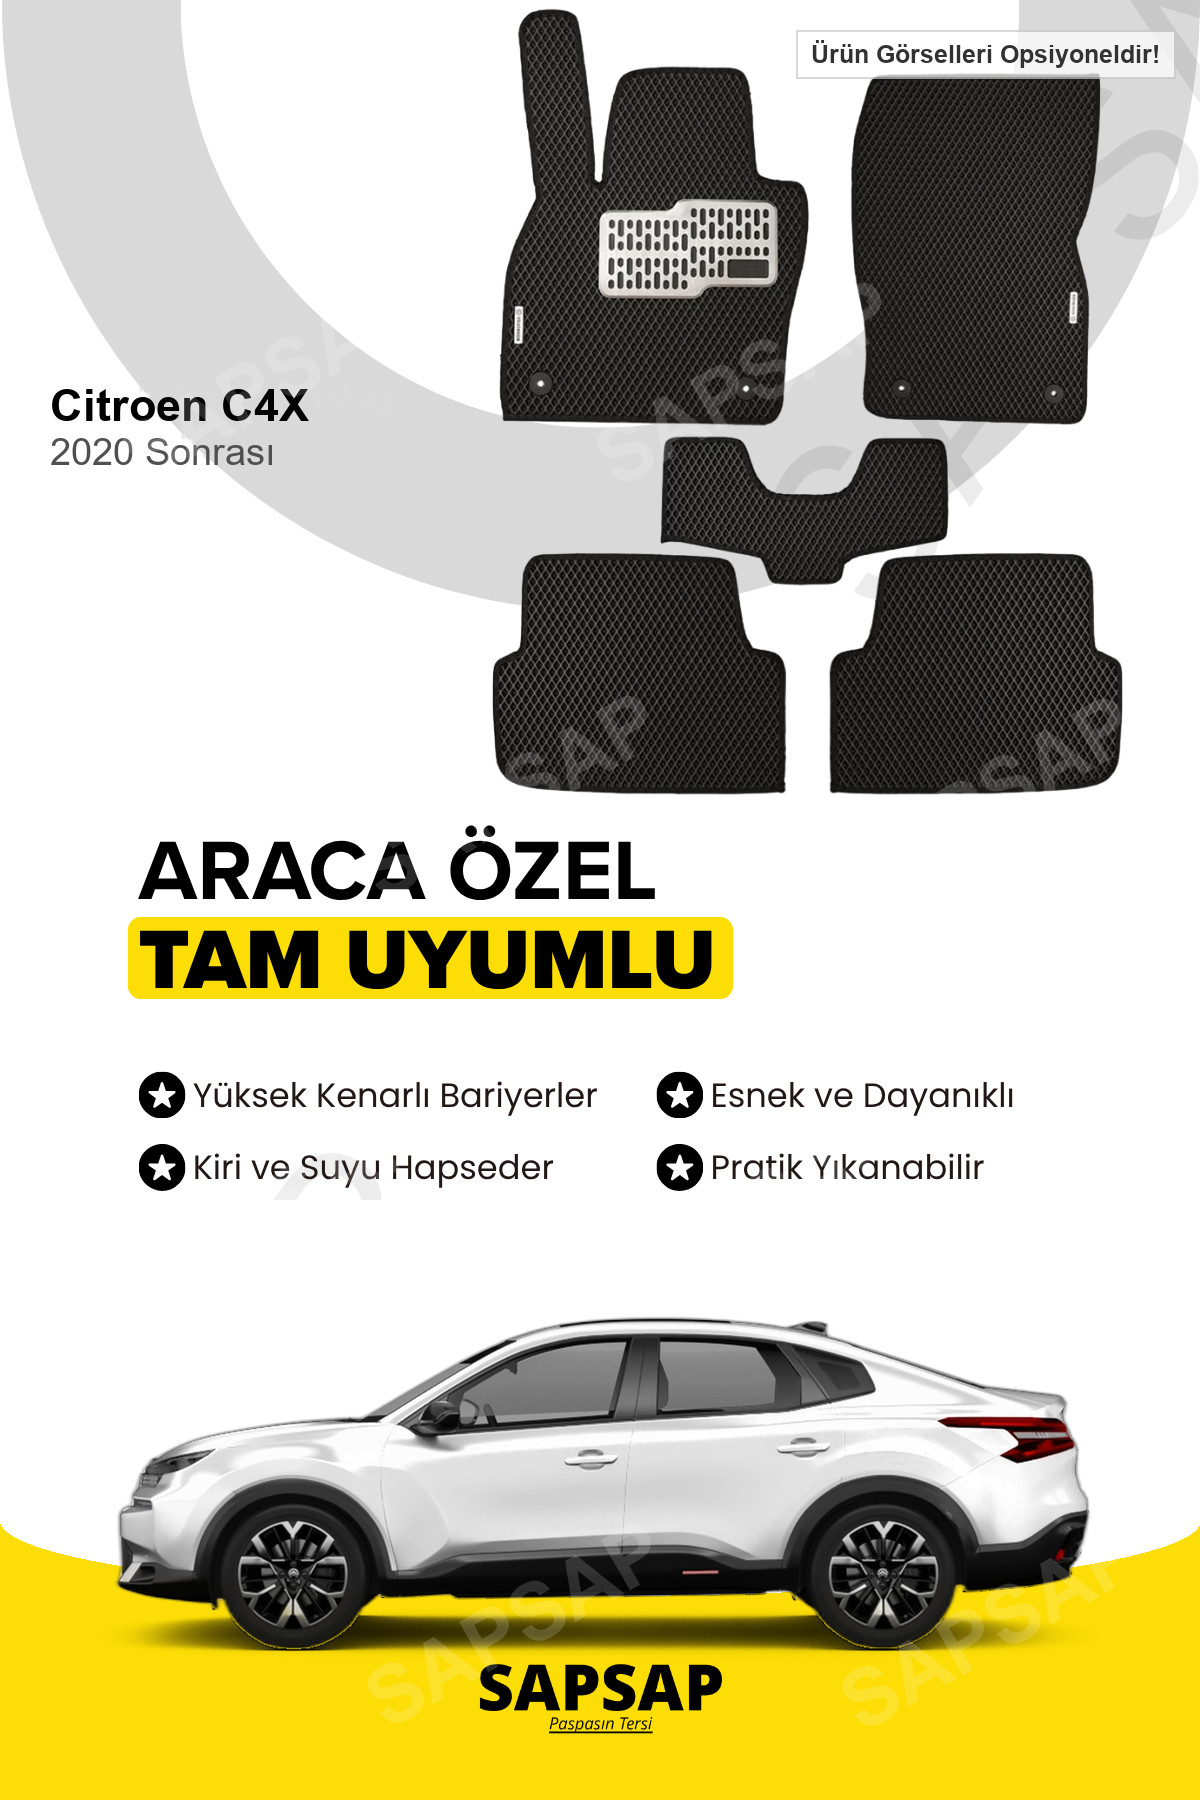 Ürün Görselleri Opsiyoneldir!
Citroen C4X
2020 Sonrası
ARACA ÖZEL
TAM UYUMLU
Yüksek Kenarlı Bariyerler
Esnek ve Dayanıklı
Kiri ve Suyu Hapseder
Pratik Yıkanabilir
SAPSAP
Paspasın Tersi